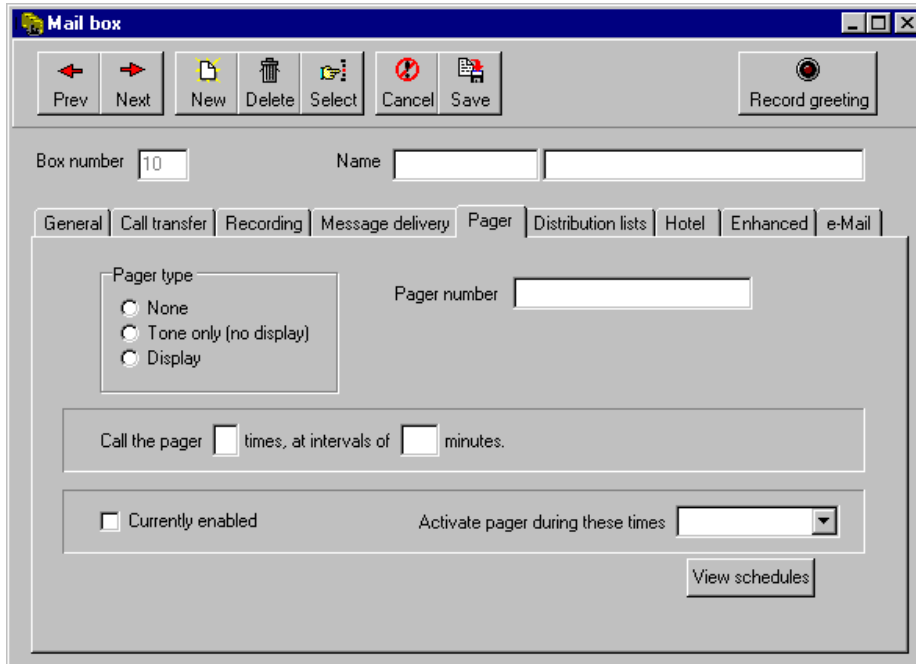 Mail box
Prev Next New Delete Select Cancel Save Record greeting
Box number 10 Name
General Call transfer Recording Message delivery Pager Distribution lists Hotel Enhanced e-Mail
Pager type
Pager number
None
Tone only (no display)
Display
Call the pager times, at intervals of minutes.
Currently enabled Activate pager during these times
View schedules